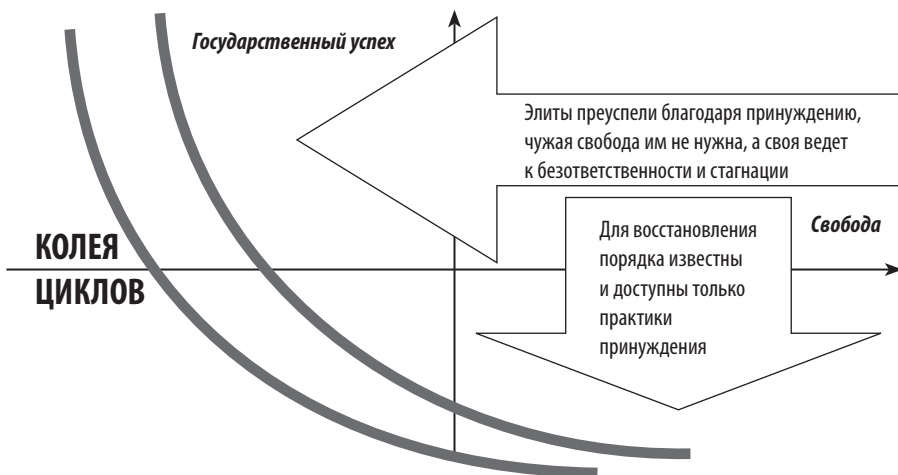 Государственный успех
Элиты преуспели благодаря принуждению,
чужая свобода им не нужна, а своя ведет
к безответственности и стагнации
Свобода
Для восстановления
порядка известны
и доступны только
практики
принуждения
КОЛЕЯ
ЦИКЛОВ